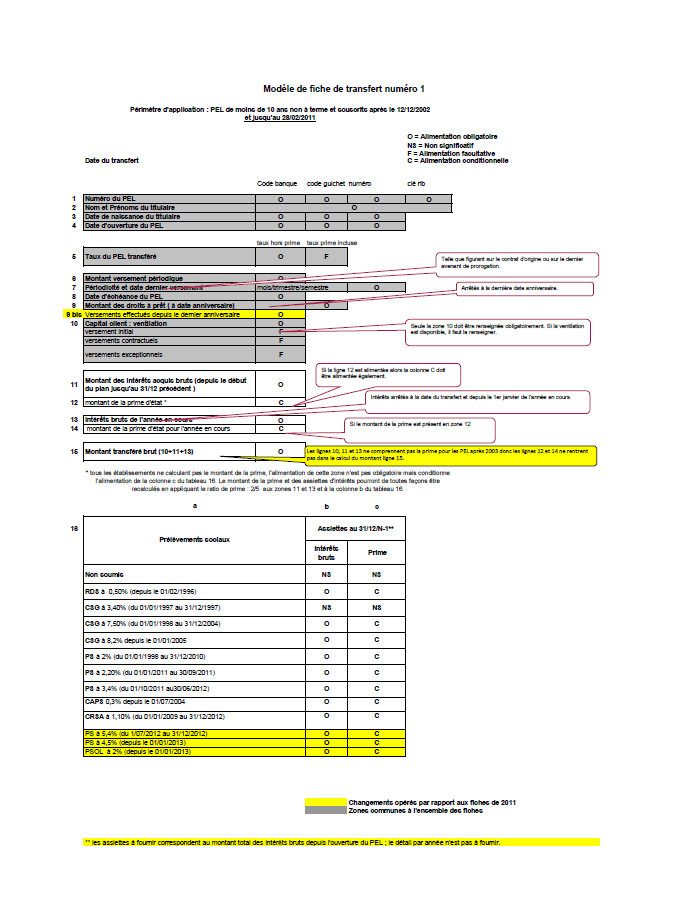 Modèle de fiche de transfert numéro 1
Périmètre d'application : PEL de moins de 10 ans non à terme et souscrits après le 12/12/2002
et jusqu'au 28/02/2011
O = Alimentation obligatoire
NS = Non significatif
F = Alimentation facultative
Date du transfert C = Alimentation conditionnelle
Code banque code guichet numéro clé rib
1 Numéro du PEL O O O O
2 Nom et Prénoms du titulaire O
3 Date de naissance du titulaire O O O
4 Date d'ouverture du PEL O O O
taux hors prime taux prime incluse
5 Taux du PEL transféré O F
Telle que figurant sur le contrat d'origine ou sur le dernier
avenant de prorogation.
6 Montant versement périodique O
7 Périodicité et date dernier versement mois/trimestre/semestre O
Arrêtés à la dernière date anniversaire.
8 Date d'échéance du PEL O
9 Montant des droits à prêt ( à date anniversaire) O
9 bis Versements effectués depuis le dernier anniversaire O
10 Capital client : ventilation O
versement initial F
versements contractuels F
versements exceptionnels F
Seule la zone 10 doit être renseignée obligatoirement. Si la ventilation
est disponible, il faut la renseigner.
Si la ligne 12 est alimentée alors la colonne C doit
être alimentée également.
11 Montant des intérêts acquis bruts (depuis le début
du plan jusqu'au 31/12 précédent ) O
12 montant de la prime d'état * C
Intérêts arrêtés à la date du transfert et depuis le 1er janvier de l'année en cours.
13 Intérêts bruts de l'année en cours O
14 montant de la prime d'état pour l'année en cours C
Si le montant de la prime est présent en zone 12
15 Montant transféré brut (10+11+13) O
Les lignes 10, 11 et 13 ne comprennent pas la prime pour les PEL après 2003 donc les lignes 12 et 14 ne rentrent
pas dans le calcul du montant ligne 15.
* tous les établissements ne calculant pas le montant de la prime, l'alimentation de cette zone n'est pas obligatoire mais conditionne
l'alimentation de la colonne c du tableau 16. Le montant de la prime et des assiettes d'intérêts pourront de toutes façons être
recalculés en appliquant le ratio de prime : 2/5 aux zones 11 et 13 et à la colonne b du tableau 16.
a b c
16 Prélèvements sociaux Assiettes au 31/12/N-1**
Intérêts
bruts Prime
Non soumis NS NS
RDS à 0,50% (depuis le 01/02/1996) O C
CSG à 3,40% (du 01/01/1997 au 31/12/1997) NS NS
CSG à 7,50% (du 01/01/1998 au 31/12/2004) O C
CSG à 8,2% depuis le 01/01/2005 O C
PS à 2% (du 01/01/1998 au 31/12/2010) O C
PS à 2,20% (du 01/01/2011 au 30/09/2011) O C
PS à 3,4% (du 01/10/2011 au30/06/2012) O C
CAPS 0,3% depuis le 01/07/2004 O C
CRSA à 1,10% (du 01/01/2009 au 31/12/2012) O C
PS à 5,4% (du 1/07/2012 au 31/12/2012) O C
PS à 4,5% (depuis le 01/01/2013) O C
PSOL à 2% (depuis le 01/01/2013) O C
Changements opérés par rapport aux fiches de 2011
Zones communes à l'ensemble des fiches
** les assiettes à fournir correspondent au montant total des intérêts bruts depuis l'ouverture du PEL ; le détail par année n'est pas à fournir.